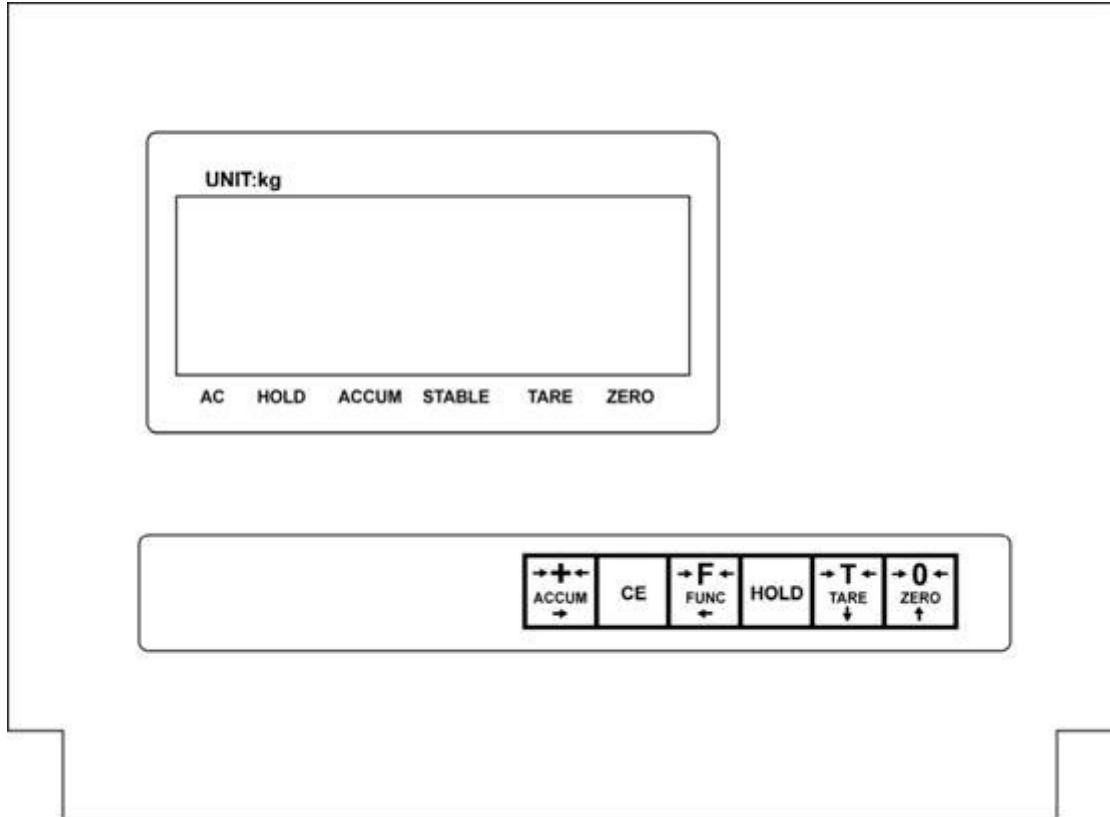 UNIT:kg
AC HOLD ACCUM STABLE TARE ZERO
→+← CE →F← HOLD →T← →0←
ACCUM FUNC TARE ZERO
→ ← ↓ ↑